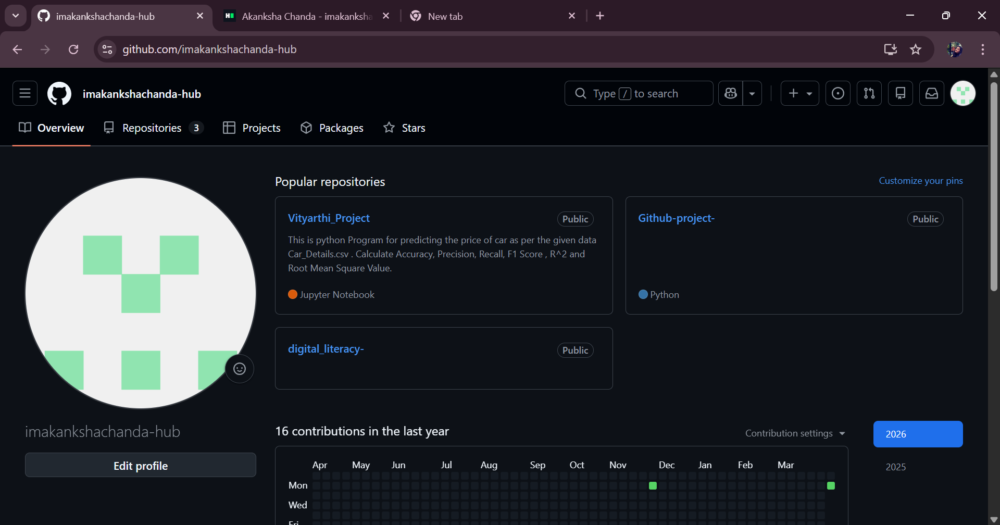 imakankshachanda-hub
Akanksha Chanda - imakanksha
New tab
github.com/imakankshachanda-hub
imakankshachanda-hub
Type / to search
Overview
Repositories 3
Projects
Packages
Stars
Popular repositories
Customize your pins
Vityarthi_Project
Public
This is python Program for predicting the price of car as per the given data
Car_Details.csv . Calculate Accuracy, Precision, Recall, F1 Score , R^2 and
Root Mean Square Value.
Jupyter Notebook
Github-project-
Public
Python
digital_literacy-
Public
imakankshachanda-hub
Edit profile
16 contributions in the last year
Contribution settings
2026
2025
Apr May Jun Jul Aug Sep Oct Nov Dec Jan Feb Mar
Mon
Wed
Fri